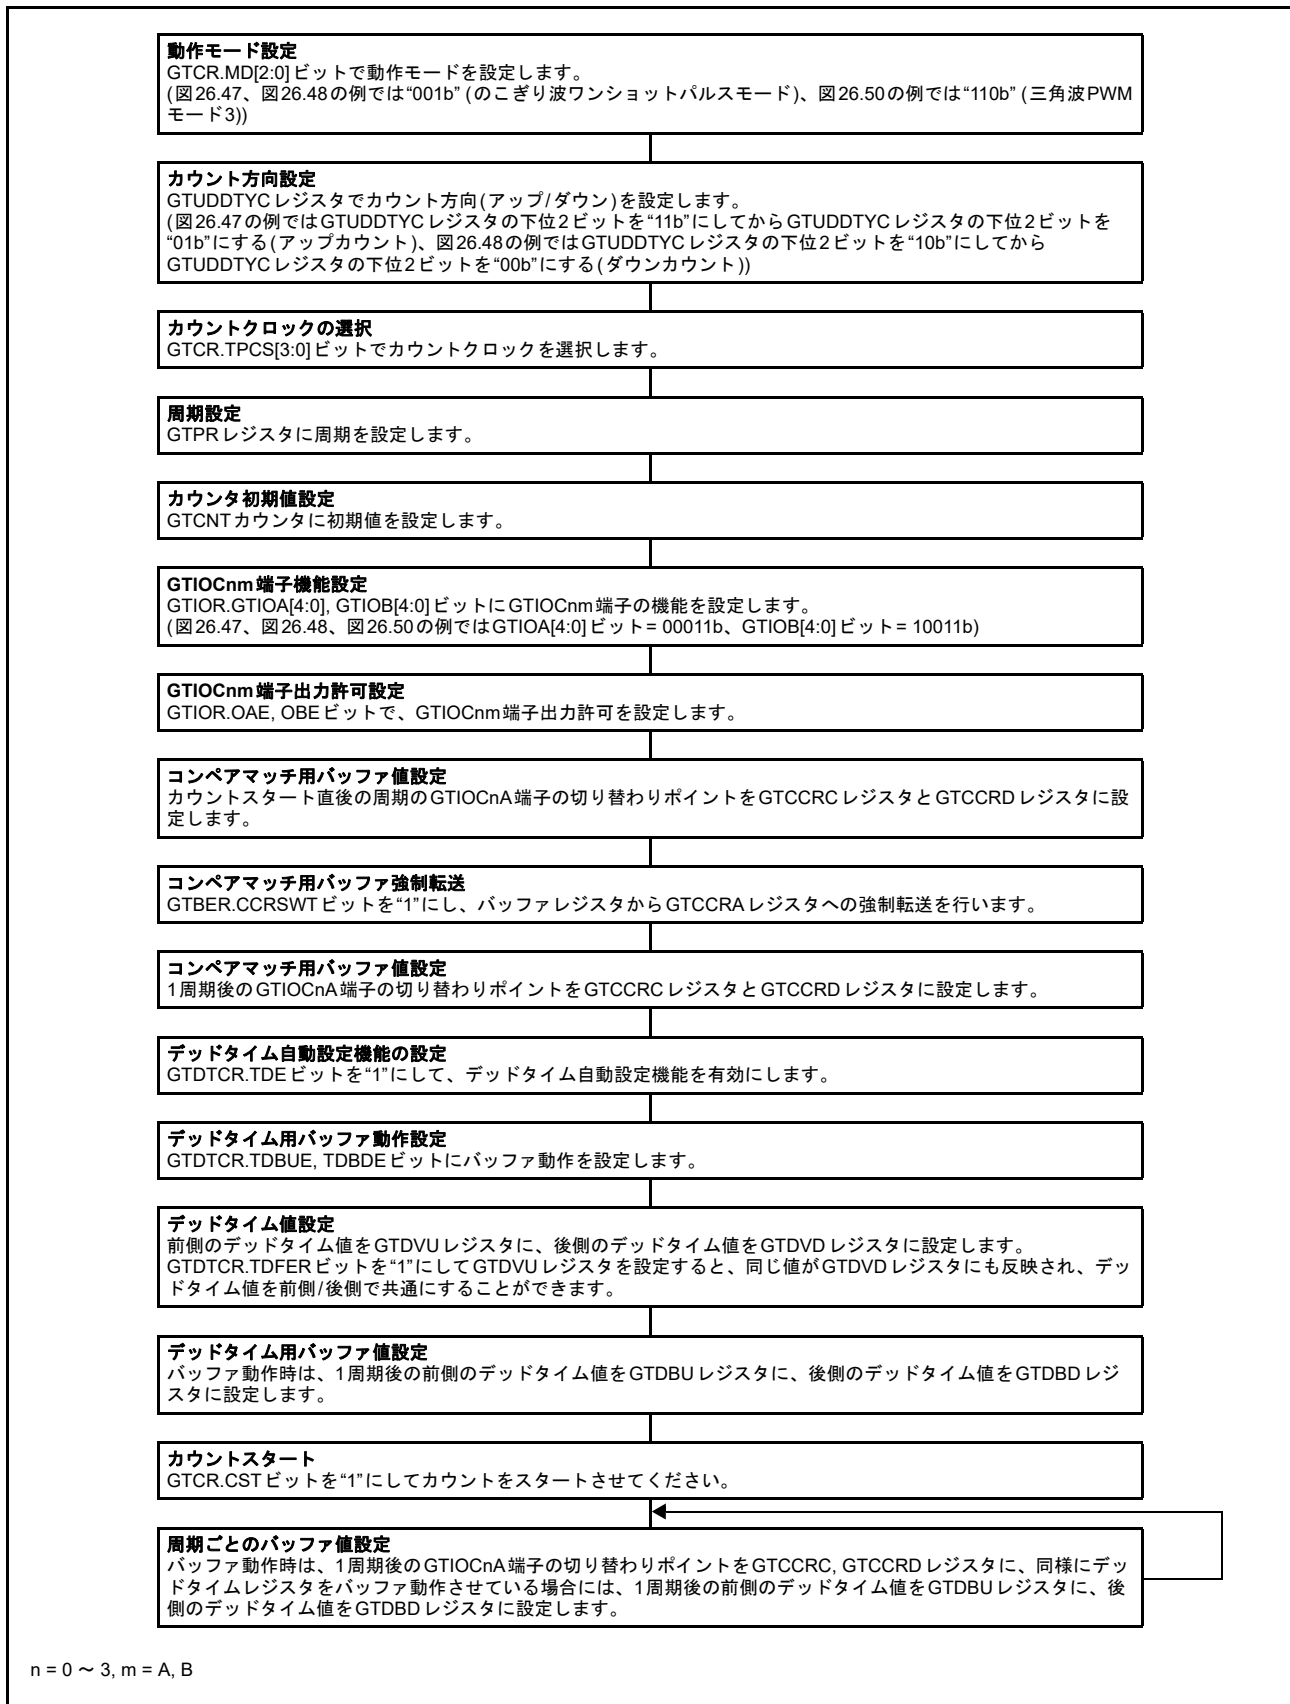 動作モード設定
GTCR.MD[2:0]ビットで動作モードを設定します。
(図26.47、図26.48の例では“001b” (のこぎり波ワンショットパルスモード)、図26.50の例では“110b” (三角波PWM
モード3))
カウント方向設定
GTUDDTYCレジスタでカウント方向(アップ/ダウン)を設定します。
(図26.47の例ではGTUDDTYCレジスタの下位2ビットを“11b”にしてからGTUDDTYCレジスタの下位2ビットを
“01b”にする(アップカウント)、図26.48の例ではGTUDDTYCレジスタの下位2ビットを“10b”にしてから
GTUDDTYCレジスタの下位2ビットを“00b”にする(ダウンカウント))
カウントクロックの選択
GTCR.TPCS[3:0]ビットでカウントクロックを選択します。
周期設定
GTPRレジスタに周期を設定します。
カウンタ初期値設定
GTCNTカウンタに初期値を設定します。
GTIOCnm端子機能設定
GTIOR.GTIOA[4:0], GTIOB[4:0]ビットにGTIOCnm端子の機能を設定します。
(図26.47、図26.48、図26.50の例ではGTIOA[4:0]ビット= 00011b、GTIOB[4:0]ビット= 10011b)
GTIOCnm端子出力許可設定
GTIOR.OAE, OBEビットで、GTIOCnm端子出力許可を設定します。
コンペアマッチ用バッファ値設定
カウントスタート直後の周期のGTIOCnA端子の切り替わりポイントをGTCCRCレジスタとGTCCRDレジスタに設
定します。
コンペアマッチ用バッファ強制転送
GTBER.CCRSWTビットを“1”にし、バッファレジスタからGTCCRAレジスタへの強制転送を行います。
コンペアマッチ用バッファ値設定
1周期後のGTIOCnA端子の切り替わりポイントをGTCCRCレジスタとGTCCRDレジスタに設定します。
デッドタイム自動設定機能の設定
GTDTCR.TDEビットを“1”にして、デッドタイム自動設定機能を有効にします。
デッドタイム用バッファ動作設定
GTDTCR.TDBUE, TDBDEビットにバッファ動作を設定します。
デッドタイム値設定
前側のデッドタイム値をGTDVUレジスタに、後側のデッドタイム値をGTDVDレジスタに設定します。
GTDTCR.TDFERビットを“1”にしてGTDVUレジスタを設定すると、同じ値がGTDVDレジスタにも反映され、デッ
ドタイム値を前側/後側で共通にすることができます。
デッドタイム用バッファ値設定
バッファ動作時は、1周期後の前側のデッドタイム値をGTDBUレジスタに、後側のデッドタイム値をGTDBDレジ
スタに設定します。
カウントスタート
GTCR.CSTビットを“1”にしてカウントをスタートさせてください。
周期ごとのバッファ値設定
バッファ動作時は、1周期後のGTIOCnA端子の切り替わりポイントをGTCCRC, GTCCRDレジスタに、同様にデッ
ドタイムレジスタをバッファ動作させている場合には、1周期後の前側のデッドタイム値をGTDBUレジスタに、後
側のデッドタイム値をGTDBDレジスタに設定します。
n = 0 ～ 3, m = A, B